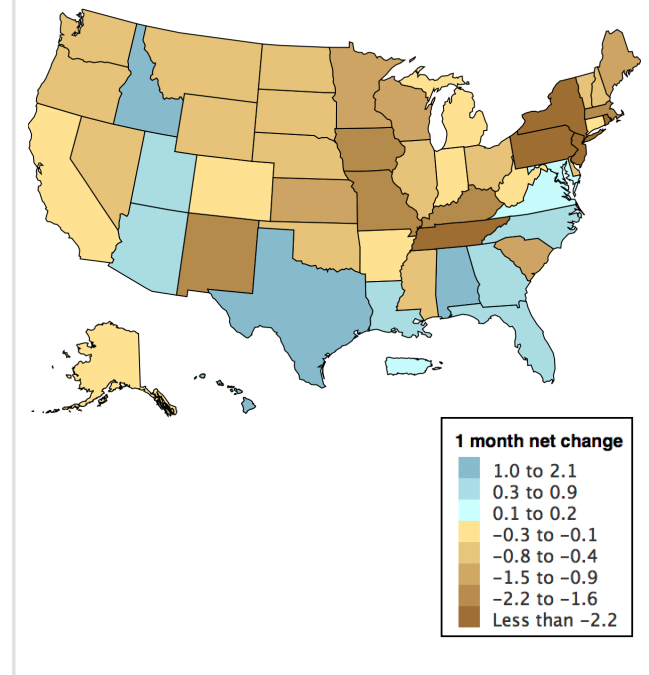 1 month net change
1.0 to 2.1
0.3 to 0.9
0.1 to 0.2
−0.3 to −0.1
−0.8 to −0.4
−1.5 to −0.9
−2.2 to −1.6
Less than −2.2